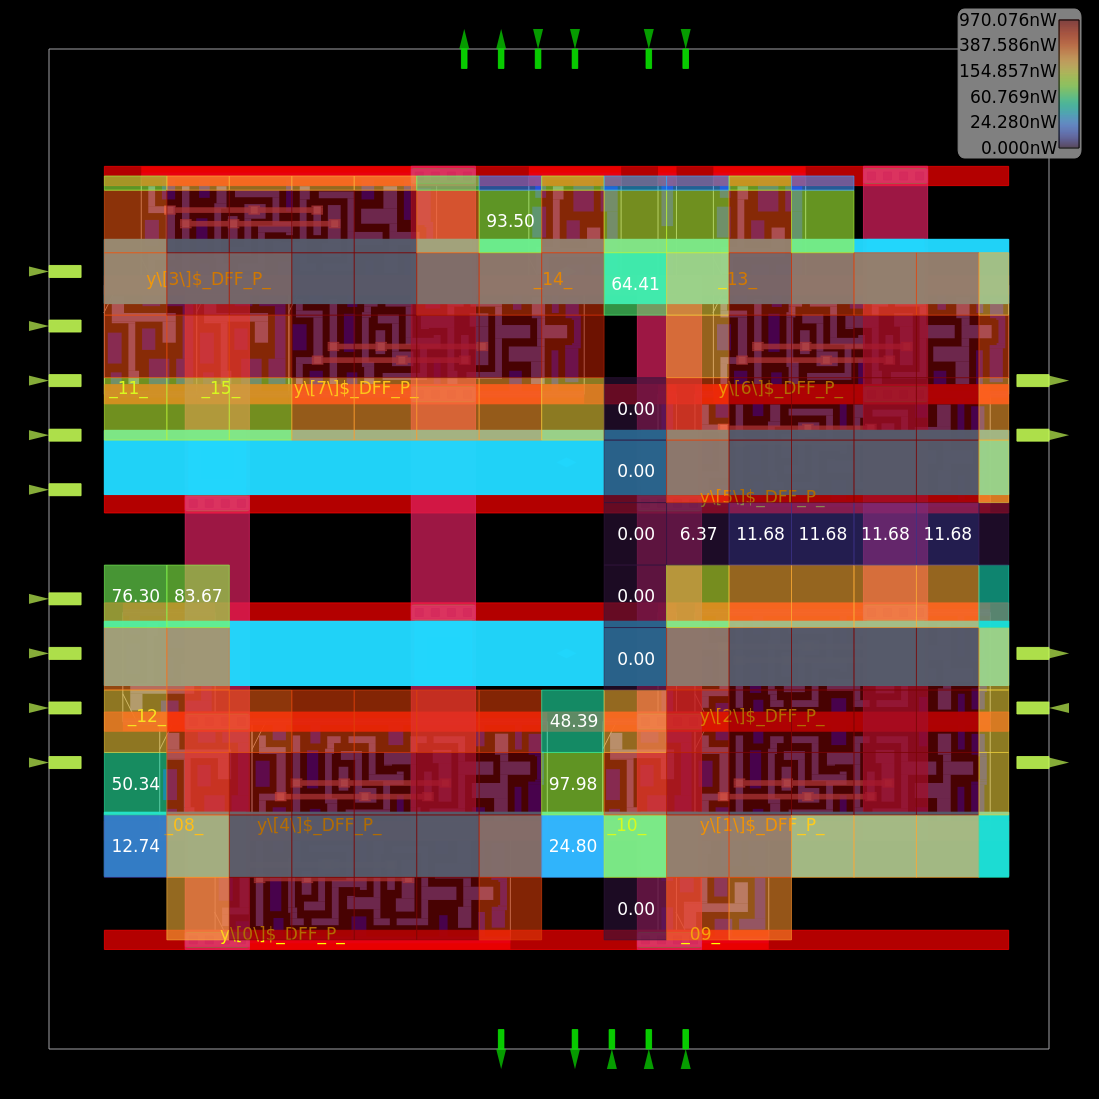 970.076nW
387.586nW
154.857nW
60.769nW
24.280nW
0.000nW
93.50
y\[3\]$_DFF_P_ _14_ 64.41 _13_
_11_ _15_ y\[7\]$_DFF_P_ y\[6\]$_DFF_P_
0.00
0.00
y\[5\]$_DFF_P_
0.00 6.37 11.68 11.68 11.68 11.68
76.30 83.67 0.00
0.00
_12_ 48.39 y\[2\]$_DFF_P_
50.34 97.98
_08_ y\[4\]$_DFF_P_ _10_ y\[1\]$_DFF_P_
12.74 24.80
0.00
y\[0\]$_DFF_P_ _09_